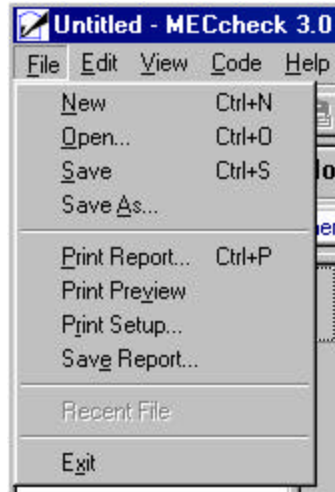 Untitled - MECcheck 3.0
File Edit View Code Help
New Ctrl+N
Open... Ctrl+O
Save Ctrl+S
Save As...
Print Report... Ctrl+P
Print Preview
Print Setup...
Save Report...
Recent File
Exit